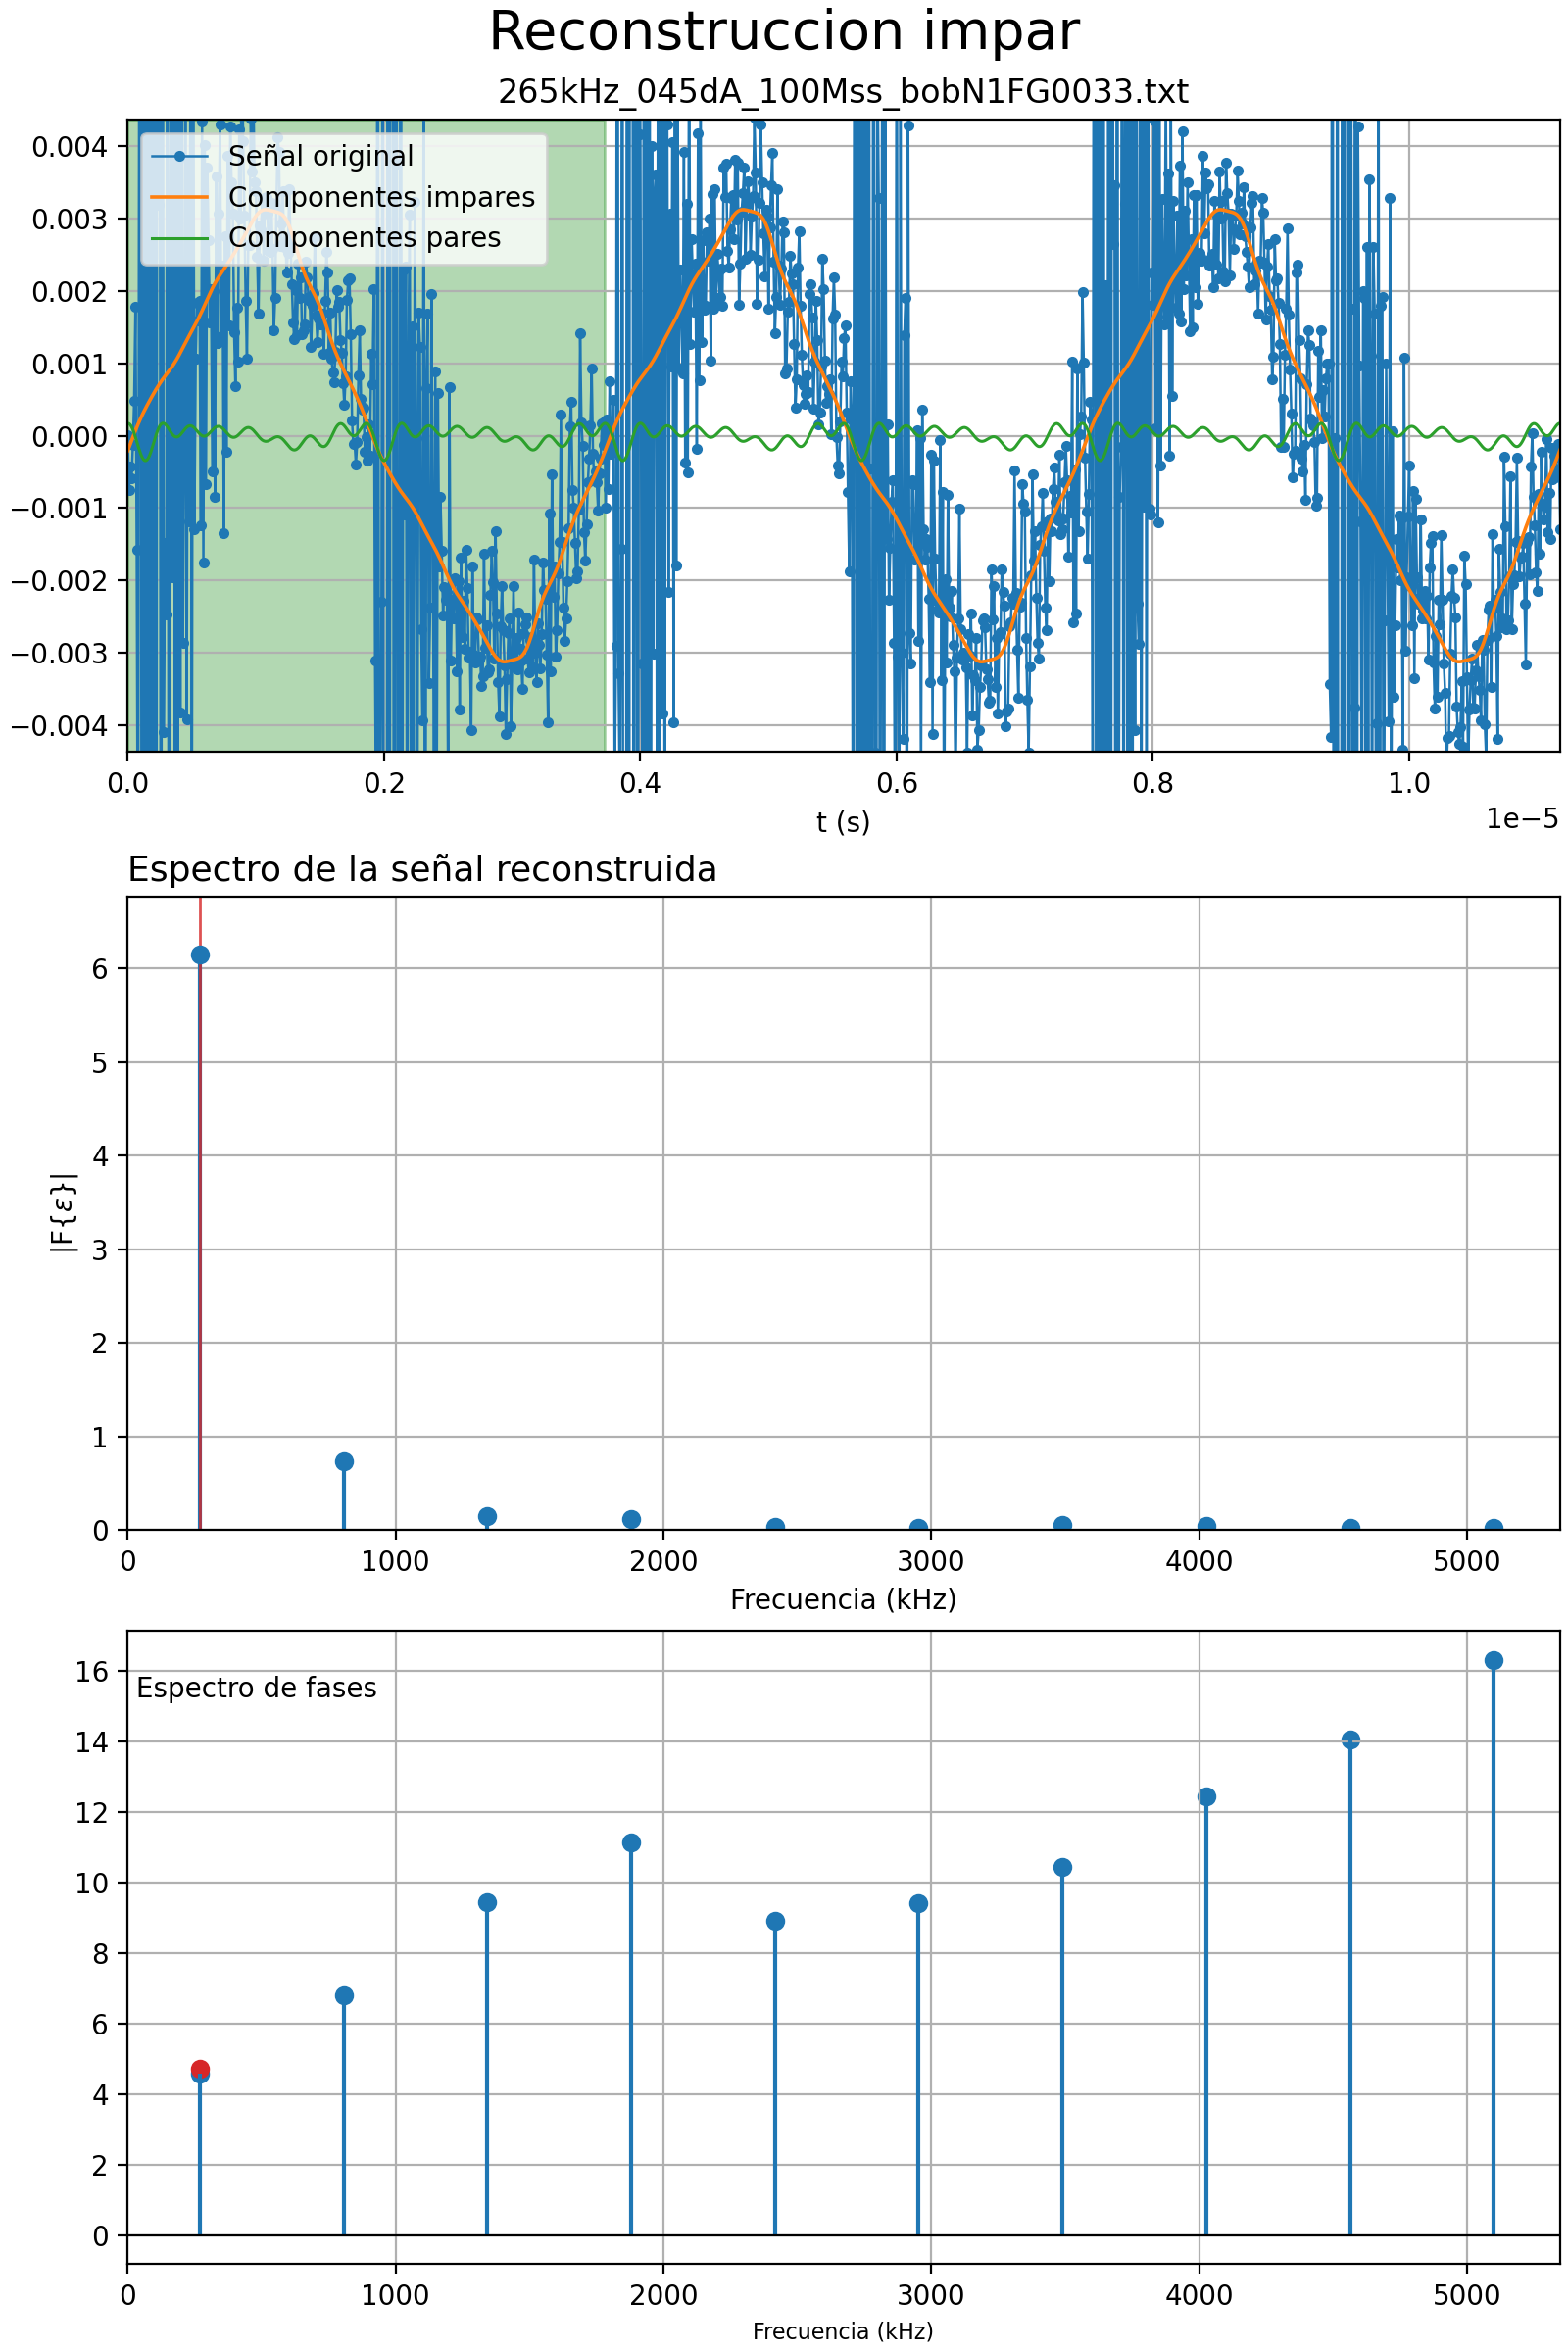 Reconstruccion impar
265kHz_045dA_100Mss_bobN1FG0033.txt
Señal original
Componentes impares
Componentes pares
0.004
0.003
0.002
0.001
0.000
−0.001
−0.002
−0.003
−0.004
0.0 0.2 0.4 0.6 0.8 1.0
1e−5
t (s)
Espectro de la señal reconstruida
|F{ε}|
6
5
4
3
2
1
0
0 1000 2000 3000 4000 5000
Frecuencia (kHz)
Espectro de fases
16
14
12
10
8
6
4
2
0
0 1000 2000 3000 4000 5000
Frecuencia (kHz)